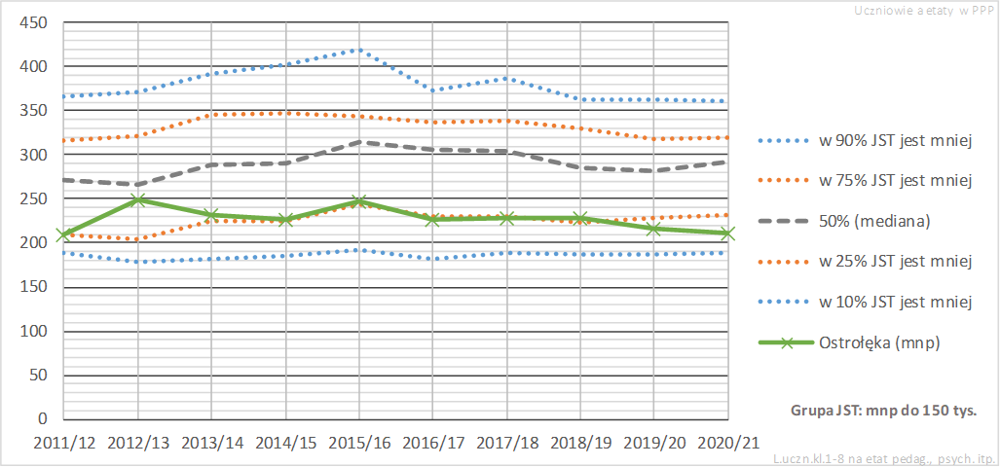 Uczniowie a etaty w PPP
450
400
350
300
250
200
150
100
50
0
2011/12 2012/13 2013/14 2014/15 2015/16 2016/17 2017/18 2018/19 2019/20 2020/21
w 90% JST jest mniej
w 75% JST jest mniej
50% (mediana)
w 25% JST jest mniej
w 10% JST jest mniej
Ostrołęka (mnp)
Grupa JST: mnp do 150 tys.
L.uczn.kl.1-8 na etat pedag., psych. itp.